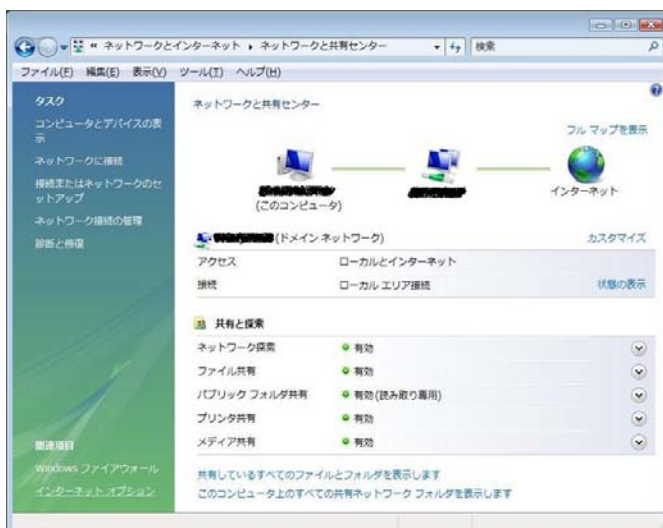 « ネットワークとインターネット ▸ ネットワークと共有センター
検索
ファイル(F) 編集(E) 表示(V) ツール(T) ヘルプ(H)
タスク
コンピュータとデバイスの表
示
ネットワークに接続
接続またはネットワークのセ
ットアップ
ネットワーク接続の管理
診断と修復
関連項目
Windows ファイアウォール
インターネット オプション
ネットワークと共有センター
フル マップを表示
(このコンピュータ)
インターネット
(ドメイン ネットワーク)
カスタマイズ
アクセス ローカルとインターネット
接続 ローカル エリア接続 状態の表示
共有と探索
ネットワーク探索 有効
ファイル共有 有効
パブリック フォルダ共有 有効(読み取り専用)
プリンタ共有 有効
メディア共有 有効
共有しているすべてのファイルとフォルダを表示します
このコンピュータ上のすべての共有ネットワーク フォルダを表示します